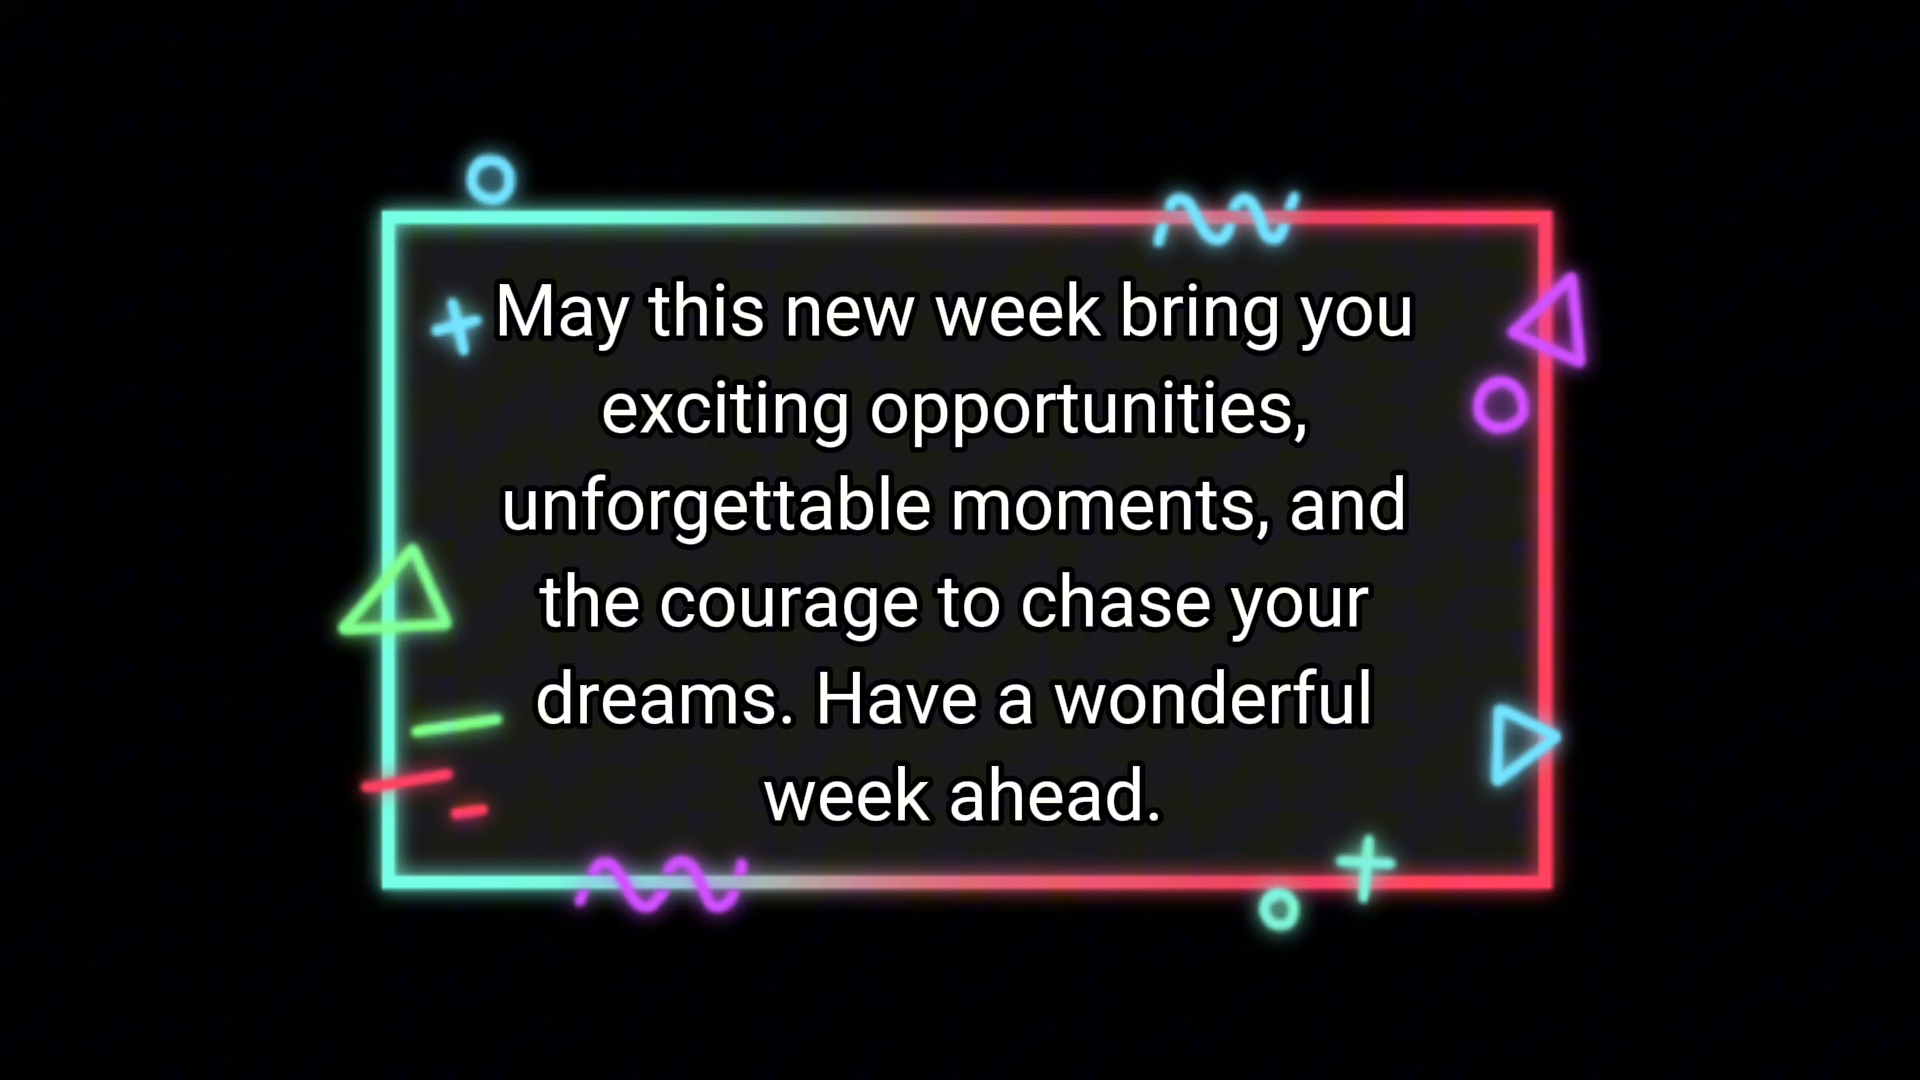 May this new week bring you
exciting opportunities,
unforgettable moments, and
the courage to chase your
dreams. Have a wonderful
week ahead.